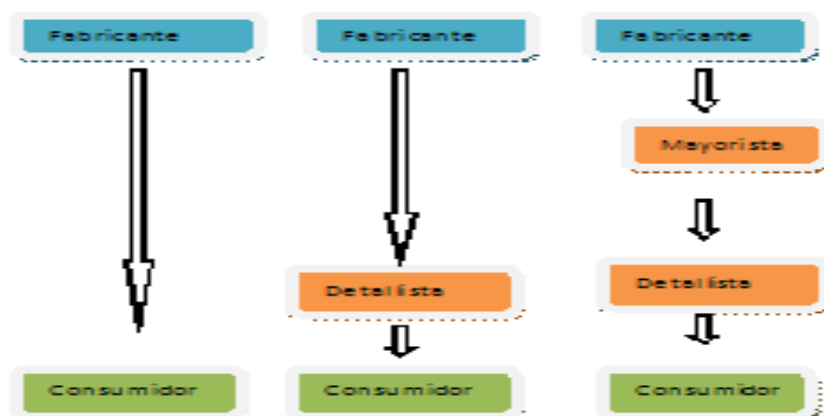 Fabricante
Fabricante
Fabricante
Mayorista
Detallista
Detallista
Consumidor
Consumidor
Consumidor